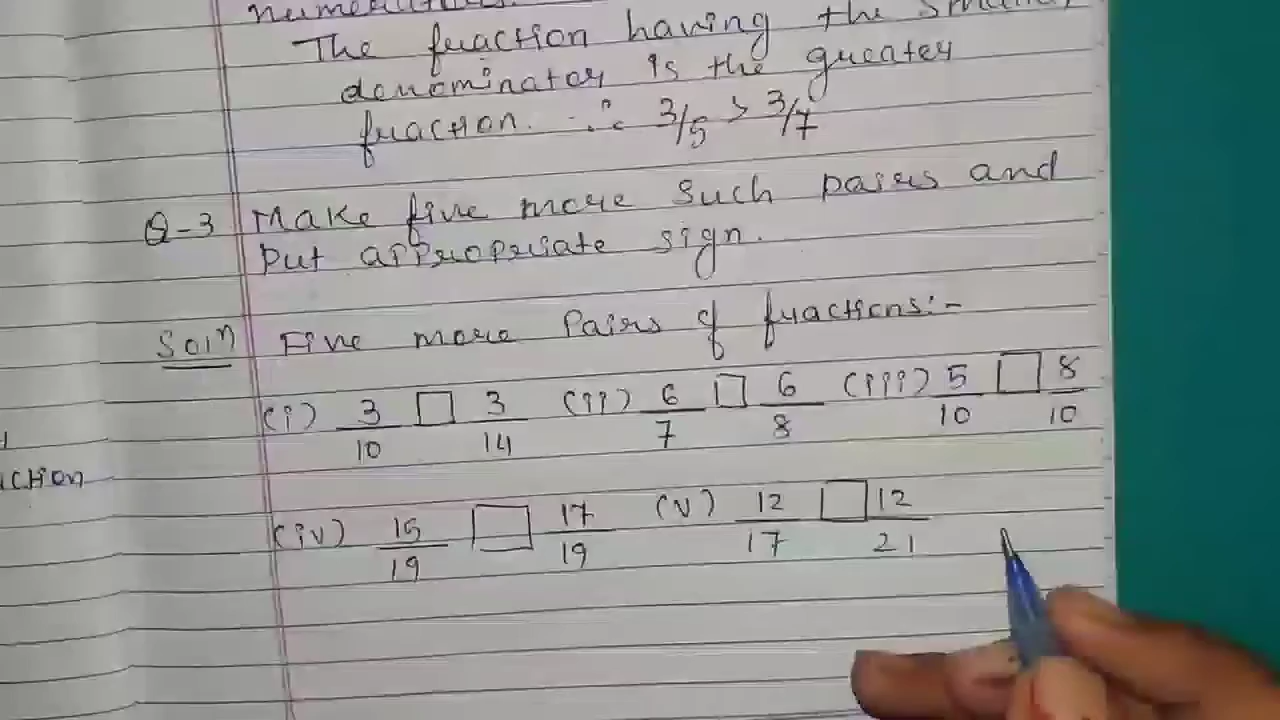 The fraction having the smaller
denominator is the greater
fraction. ∴ 3/5 > 3/7
Q-3 Make five more such pairs and
put appropriate sign.
Soln Five more Pairs of fractions:-
(i) 3/10 □ 3/14 (ii) 6/7 □ 6/8 (iii) 5/10 □ 8/10
(iv) 15/19 □ 17/19 (v) 12/17 □ 12/21